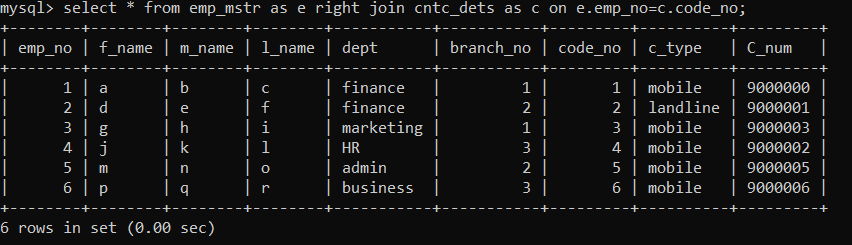 mysql> select * from emp_mstr as e right join cntc_dets as c on e.emp_no=c.code_no;
+--------+--------+--------+--------+-----------+-----------+---------+----------+---------+
| emp_no | f_name | m_name | l_name | dept      | branch_no | code_no | c_type   | C_num   |
+--------+--------+--------+--------+-----------+-----------+---------+----------+---------+
|      1 | a      | b      | c      | finance   |         1 |       1 | mobile   | 9000000 |
|      2 | d      | e      | f      | finance   |         2 |       2 | landline | 9000001 |
|      3 | g      | h      | i      | marketing |         1 |       3 | mobile   | 9000003 |
|      4 | j      | k      | l      | HR        |         3 |       4 | mobile   | 9000002 |
|      5 | m      | n      | o      | admin     |         2 |       5 | mobile   | 9000005 |
|      6 | p      | q      | r      | business  |         3 |       6 | mobile   | 9000006 |
+--------+--------+--------+--------+-----------+-----------+---------+----------+---------+
6 rows in set (0.00 sec)